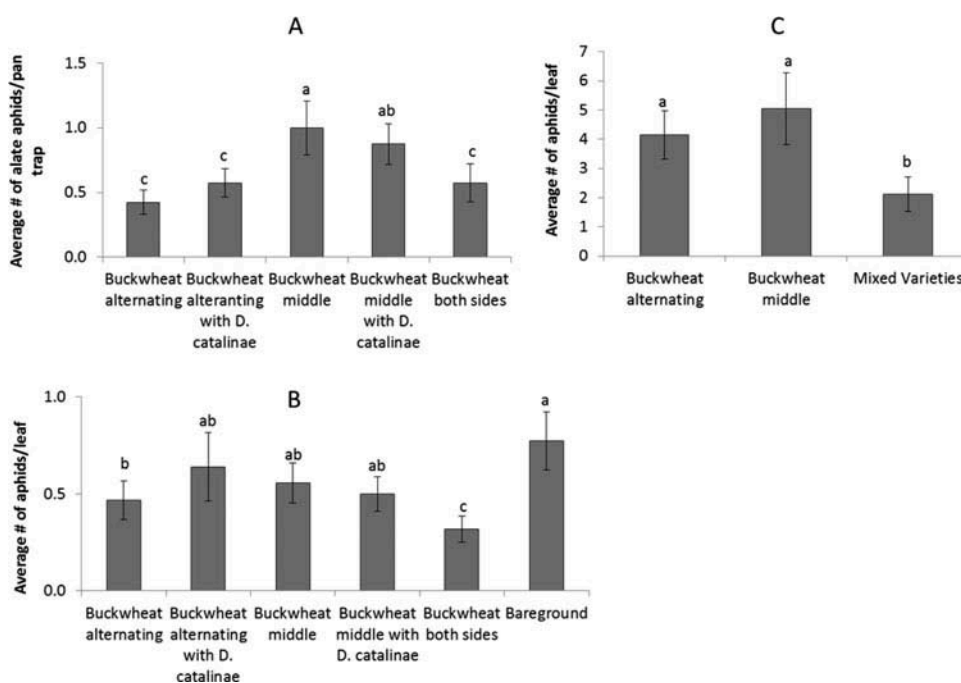 A
Average # of alate aphids/pan
trap
1.5
1.0
0.5
0.0
c
c
a
ab
c
Buckwheat
alternating
Buckwheat
alteranting
with D.
catalinae
Buckwheat
middle
Buckwheat
middle
with D.
catalinae
Buckwheat
both sides
C
Average # of aphids/leaf
7
6
5
4
3
2
1
0
a
a
b
Buckwheat
alternating
Buckwheat
middle
Mixed Varieties
B
Average # of aphids/leaf
1.0
0.5
0.0
b
ab
ab
ab
c
a
Buckwheat
alternating
Buckwheat
alternating
with D.
catalinae
Buckwheat
middle
Buckwheat
middle with
D. catalinae
Buckwheat
both sides
Bareground